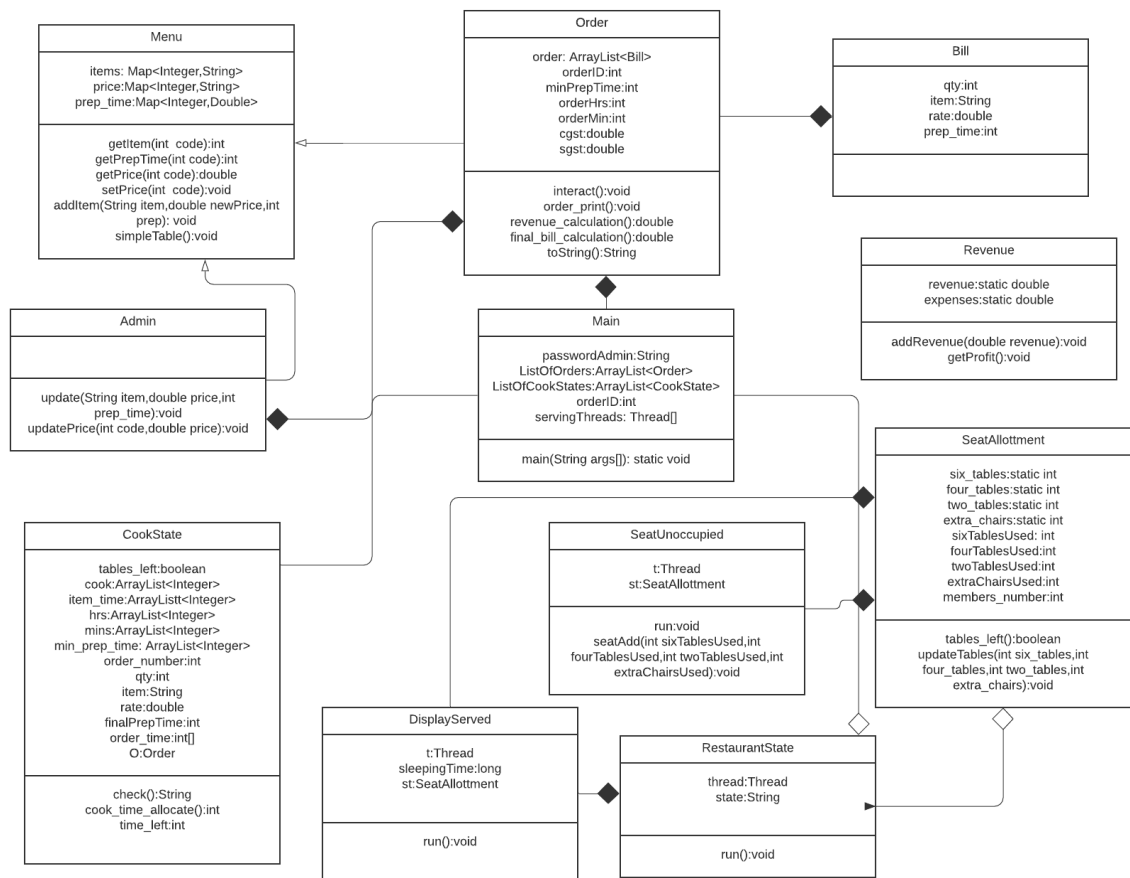 Menu
items: Map<Integer,String>
price:Map<Integer,String>
prep_time:Map<Integer,Double>
getItem(int  code):int
getPrepTime(int code):int
getPrice(int code):double
setPrice(int  code):void
addItem(String item,double newPrice,int
prep): void
simpleTable():void
Order
order: ArrayList<Bill>
orderID:int
minPrepTime:int
orderHrs:int
orderMin:int
cgst:double
sgst:double
interact():void
order_print():void
revenue_calculation():double
final_bill_calculation():double
toString():String
Bill
qty:int
item:String
rate:double
prep_time:int
Revenue
revenue:static double
expenses:static double
addRevenue(double revenue):void
getProfit():void
Admin
update(String item,double price,int
prep_time):void
updatePrice(int code,double price):void
Main
passwordAdmin:String
ListOfOrders:ArrayList<Order>
ListOfCookStates:ArrayList<CookState>
orderID:int
servingThreads: Thread[]
main(String args[]): static void
SeatAllottment
six_tables:static int
four_tables:static int
two_tables:static int
extra_chairs:static int
sixTablesUsed: int
fourTablesUsed:int
twoTablesUsed:int
extraChairsUsed:int
members_number:int
tables_left():boolean
updateTables(int six_tables,int
four_tables,int two_tables,int
extra_chairs):void
CookState
tables_left:boolean
cook:ArrayList<Integer>
item_time:ArrayListt<Integer>
hrs:ArrayList<Integer>
mins:ArrayList<Integer>
min_prep_time: ArrayList<Integer>
order_number:int
qty:int
item:String
rate:double
finalPrepTime:int
order_time:int[]
O:Order
check():String
cook_time_allocate():int
time_left:int
SeatUnoccupied
t:Thread
st:SeatAllottment
run:void
seatAdd(int sixTablesUsed,int
fourTablesUsed,int twoTablesUsed,int
extraChairsUsed):void
DisplayServed
t:Thread
sleepingTime:long
st:SeatAllottment
run():void
RestaurantState
thread:Thread
state:String
run():void